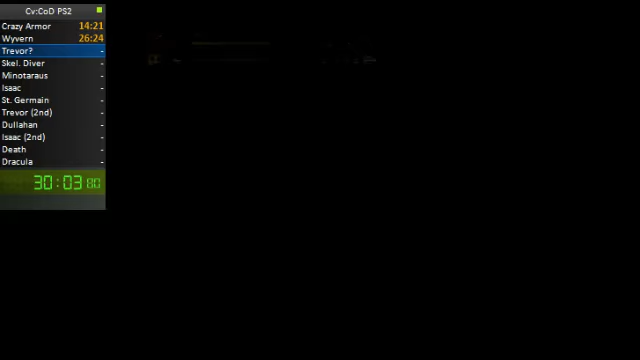 Cv:CoD PS2
Crazy Armor 14:21
Wyvern 26:24
Trevor? -
Skel. Diver -
Minotaraus -
Isaac -
St. Germain -
Trevor (2nd) -
Dullahan -
Isaac (2nd) -
Death -
Dracula -
30:03 80